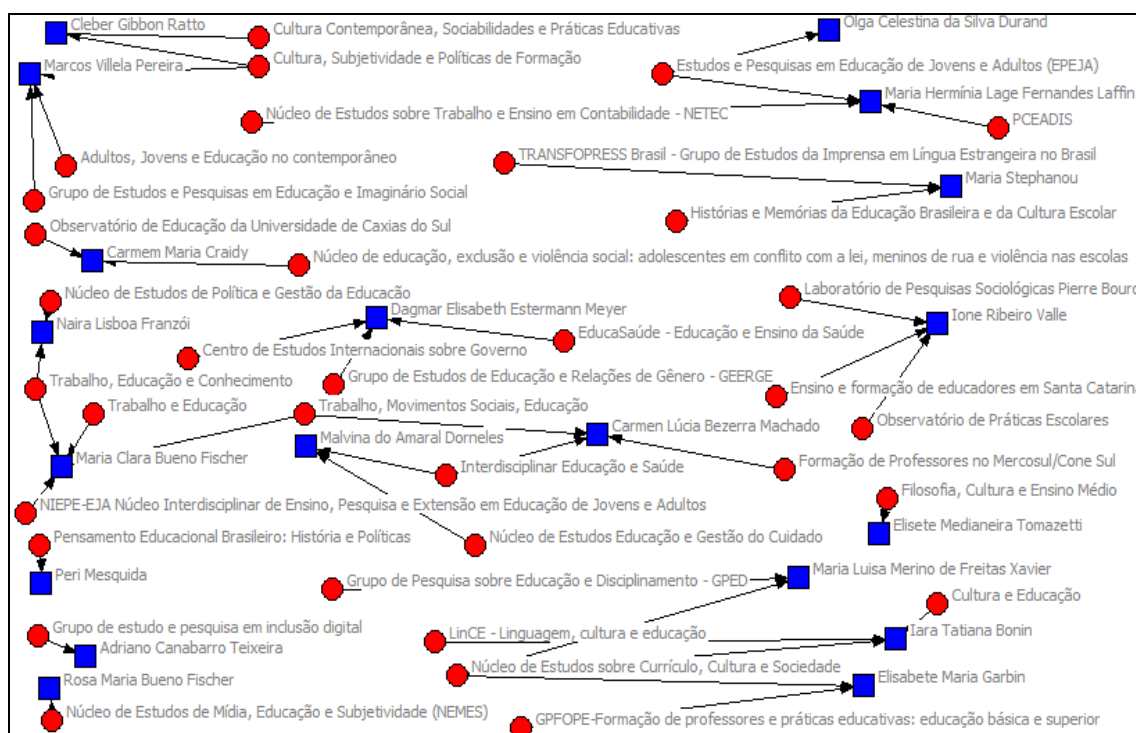 Cleber Gibbon Ratto
Cultura Contemporânea, Sociabilidades e Práticas Educativas
Olga Celestina da Silva Durand
Marcos Villela Pereira
Cultura, Subjetividade e Políticas de Formação
Estudos e Pesquisas em Educação de Jovens e Adultos (EPEJA)
Maria Hermínia Lage Fernandes Laffin
Núcleo de Estudos sobre Trabalho e Ensino em Contabilidade - NETEC
PCEADIS
Adultos, Jovens e Educação no contemporâneo
TRANSFOPRESS Brasil - Grupo de Estudos da Imprensa em Língua Estrangeira no Brasil
Grupo de Estudos e Pesquisas em Educação e Imaginário Social
Maria Stephanou
Observatório de Educação da Universidade de Caxias do Sul
Histórias e Memórias da Educação Brasileira e da Cultura Escolar
Carmem Maria Craidy
Núcleo de educação, exclusão e violência social: adolescentes em conflito com a lei, meninos de rua e violência nas escolas
Núcleo de Estudos de Política e Gestão da Educação
Laboratório de Pesquisas Sociológicas Pierre Bourd
Naira Lisboa Franzói
Dagmar Elisabeth Estermann Meyer
Ione Ribeiro Valle
EducaSaúde - Educação e Ensino da Saúde
Centro de Estudos Internacionais sobre Governo
Trabalho, Educação e Conhecimento
Grupo de Estudos de Educação e Relações de Gênero - GEERGE
Ensino e formação de educadores em Santa Catarina
Trabalho e Educação
Trabalho, Movimentos Sociais, Educação
Observatório de Práticas Escolares
Malvina do Amaral Dorneles
Carmen Lúcia Bezerra Machado
Maria Clara Bueno Fischer
Interdisciplinar Educação e Saúde
Formação de Professores no Mercosul/Cone Sul
NIEPE-EJA Núcleo Interdisciplinar de Ensino, Pesquisa e Extensão em Educação de Jovens e Adultos
Filosofia, Cultura e Ensino Médio
Elisete Medianeira Tomazetti
Pensamento Educacional Brasileiro: História e Políticas
Núcleo de Estudos Educação e Gestão do Cuidado
Peri Mesquida
Grupo de Pesquisa sobre Educação e Disciplinamento - GPED
Maria Luisa Merino de Freitas Xavier
Cultura e Educação
Grupo de estudo e pesquisa em inclusão digital
LinCE - Linguagem, cultura e educação
Iara Tatiana Bonin
Adriano Canabarro Teixeira
Núcleo de Estudos sobre Currículo, Cultura e Sociedade
Rosa Maria Bueno Fischer
Elisabete Maria Garbin
Núcleo de Estudos de Mídia, Educação e Subjetividade (NEMES)
GPFOPE-Formação de professores e práticas educativas: educação básica e superior